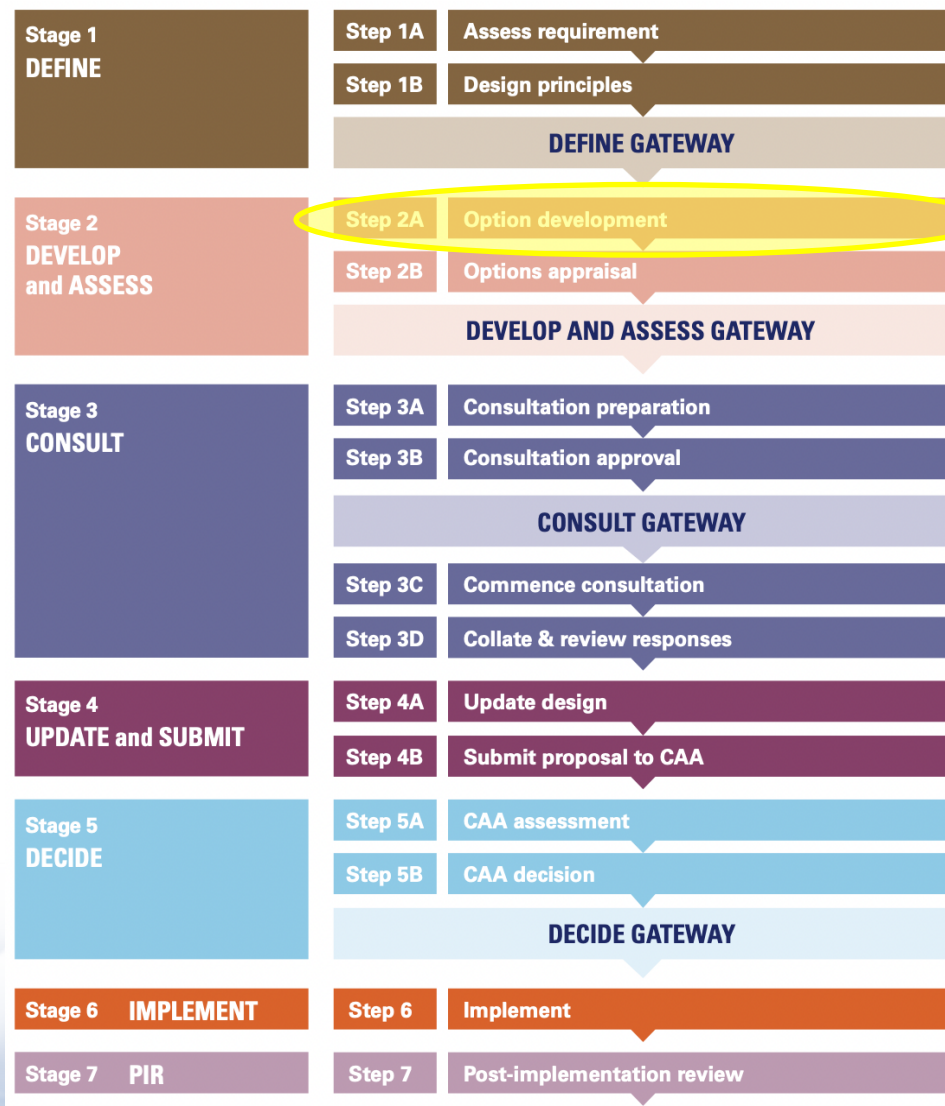 Stage 1
DEFINE
Step 1A Assess requirement
Step 1B Design principles
DEFINE GATEWAY
Stage 2
DEVELOP
and ASSESS
Step 2A Option development
Step 2B Options appraisal
DEVELOP AND ASSESS GATEWAY
Stage 3
CONSULT
Step 3A Consultation preparation
Step 3B Consultation approval
CONSULT GATEWAY
Step 3C Commence consultation
Step 3D Collate & review responses
Stage 4
UPDATE and SUBMIT
Step 4A Update design
Step 4B Submit proposal to CAA
Stage 5
DECIDE
Step 5A CAA assessment
Step 5B CAA decision
DECIDE GATEWAY
Stage 6 IMPLEMENT
Step 6 Implement
Stage 7 PIR
Step 7 Post-implementation review